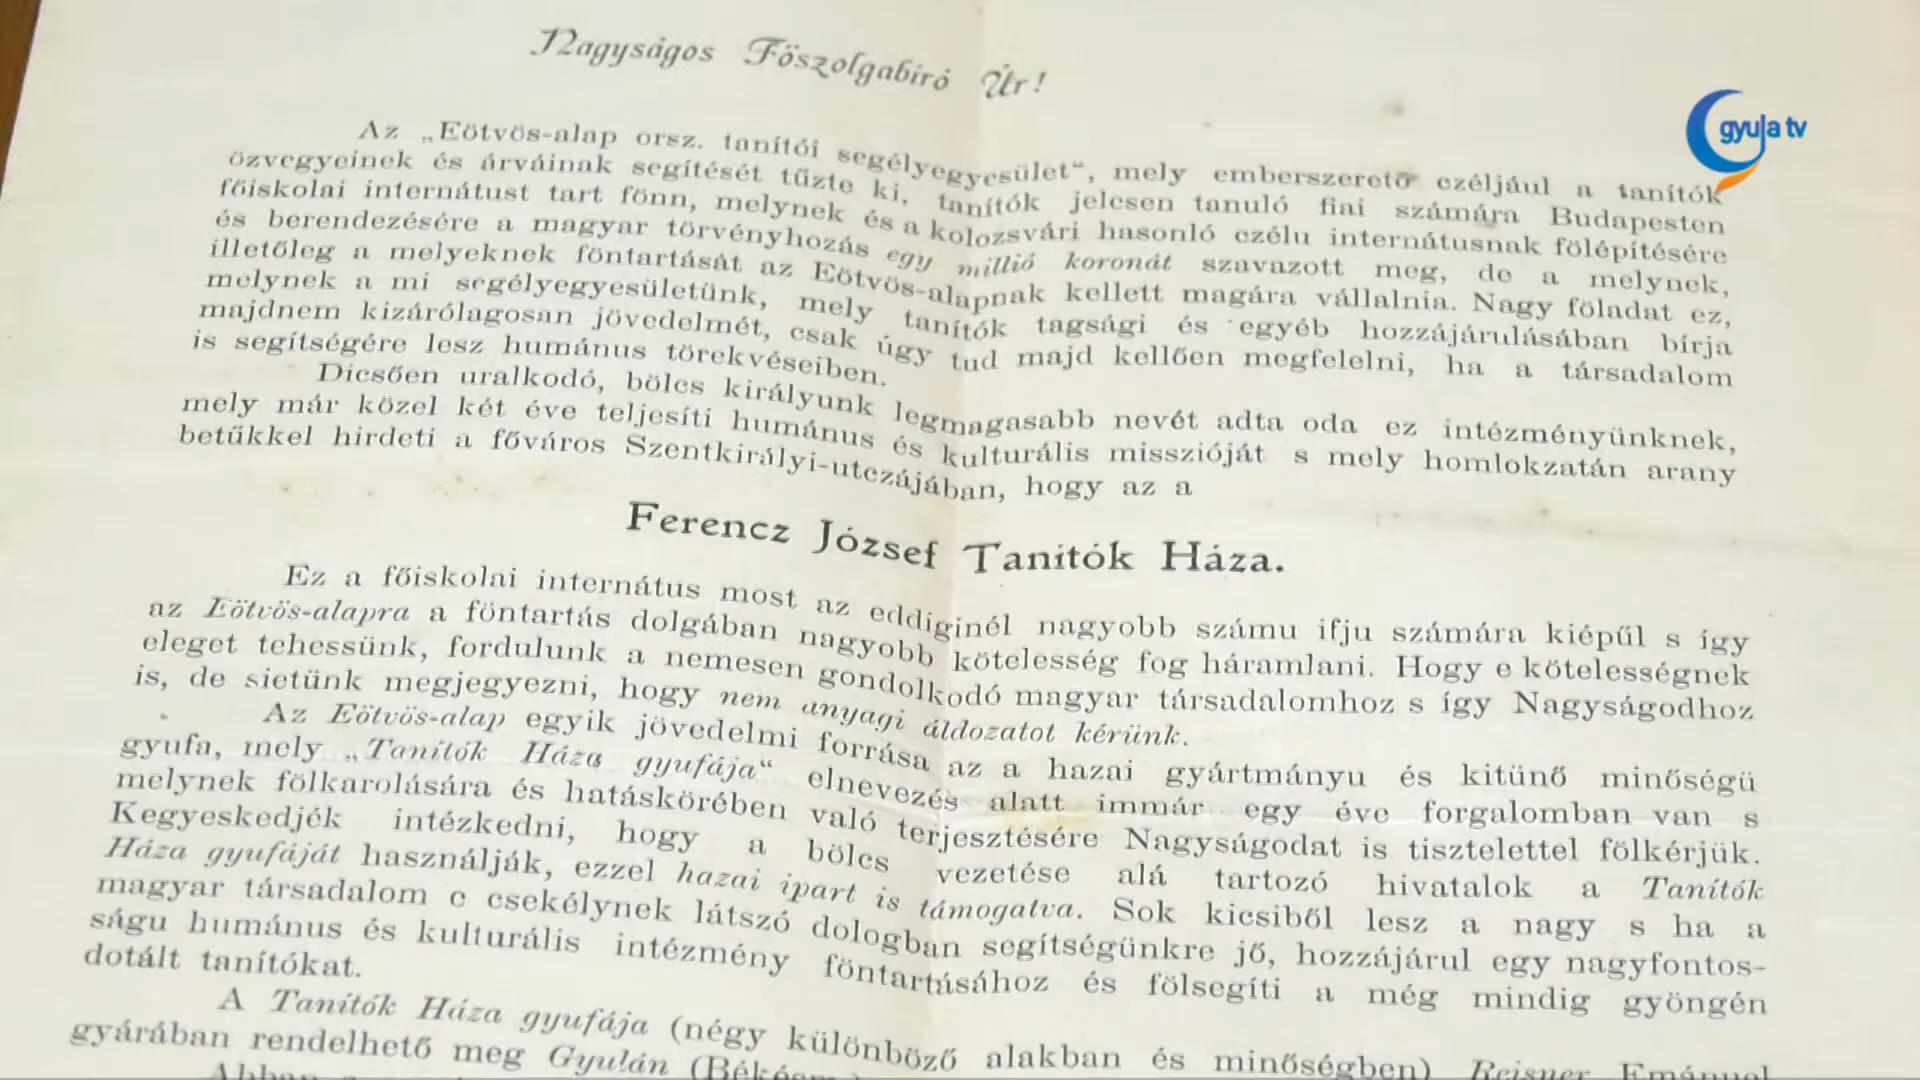 Nagyságos Főszolgabiró Úr!
gyula tv
Az „Eötvös-alap orsz. tanítói segélyegyesület“, mely emberszerető czéljául a tanítók
özvegyeinek és árváinak segítését tűzte ki, tanítók jelesen tanuló fiai számára Budapesten
főiskolai internátust tart fönn, melynek és a kolozsvári hasonló czélu internátusnak fölépítésére
és berendezésére a magyar törvényhozás egy millió koronát szavazott meg, de a melynek,
illetőleg a melyeknek föntartását az Eötvös-alapnak kellett magára vállalnia. Nagy föladat ez,
melynek a mi segélyegyesületünk, mely tanítók tagsági és egyéb hozzájárulásában bírja
majdnem kizárólagosan jövedelmét, csak úgy tud majd kellően megfelelni, ha a társadalom
is segítségére lesz humánus törekvéseiben.
Dicsően uralkodó, bölcs királyunk legmagasabb nevét adta oda ez intézményünknek,
mely már közel két éve teljesíti humánus és kulturális misszióját s mely homlokzatán arany
betűkkel hirdeti a főváros Szentkirályi-utczájában, hogy az a
Ferencz József Tanítók Háza.
Ez a főiskolai internátus most az eddiginél nagyobb számu ifju számára kiépűl s így
az Eötvös-alapra a föntartás dolgában nagyobb kötelesség fog háramlani. Hogy e kötelességnek
eleget tehessünk, fordulunk a nemesen gondolkodó magyar társadalomhoz s így Nagyságodhoz
is, de sietünk megjegyezni, hogy nem anyagi áldozatot kérünk.
Az Eötvös-alap egyik jövedelmi forrása az a hazai gyártmányu és kitünő minőségü
gyufa, mely „Tanítók Háza gyufája“ elnevezés alatt immár egy éve forgalomban van s
melynek fölkarolására és hatáskörében való terjesztésére Nagyságodat is tisztelettel fölkérjük.
Kegyeskedjék intézkedni, hogy a bölcs vezetése alá tartozó hivatalok a Tanítók
Háza gyufáját használják, ezzel hazai ipart is támogatva. Sok kicsiből lesz a nagy s ha a
magyar társadalom e csekélynek látszó dologban segítségünkre jő, hozzájárul egy nagyfontos-
ságu humánus és kulturális intézmény föntartásához és fölsegíti a még mindig gyöngén
dotált tanítókat.
A Tanítók Háza gyufája (négy különböző alakban és minőségben) Reisner Emánuel
gyárában rendelhető meg Gyulán